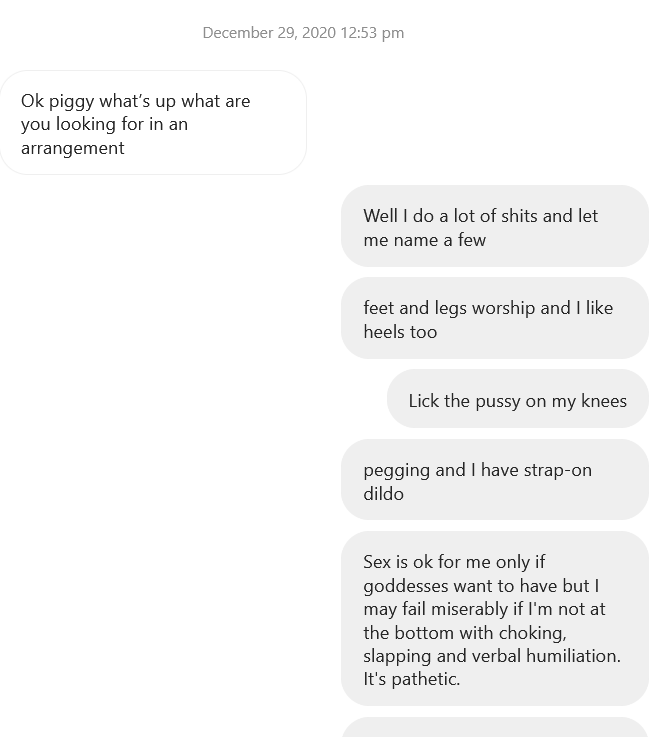 December 29, 2020 12:53 pm
Ok piggy what's up what are
you looking for in an
arrangement
Well I do a lot of shits and let
me name a few
feet and legs worship and I like
heels too
Lick the pussy on my knees
pegging and I have strap-on
dildo
Sex is ok for me only if
goddesses want to have but I
may fail miserably if I'm not at
the bottom with choking,
slapping and verbal humiliation.
It's pathetic.